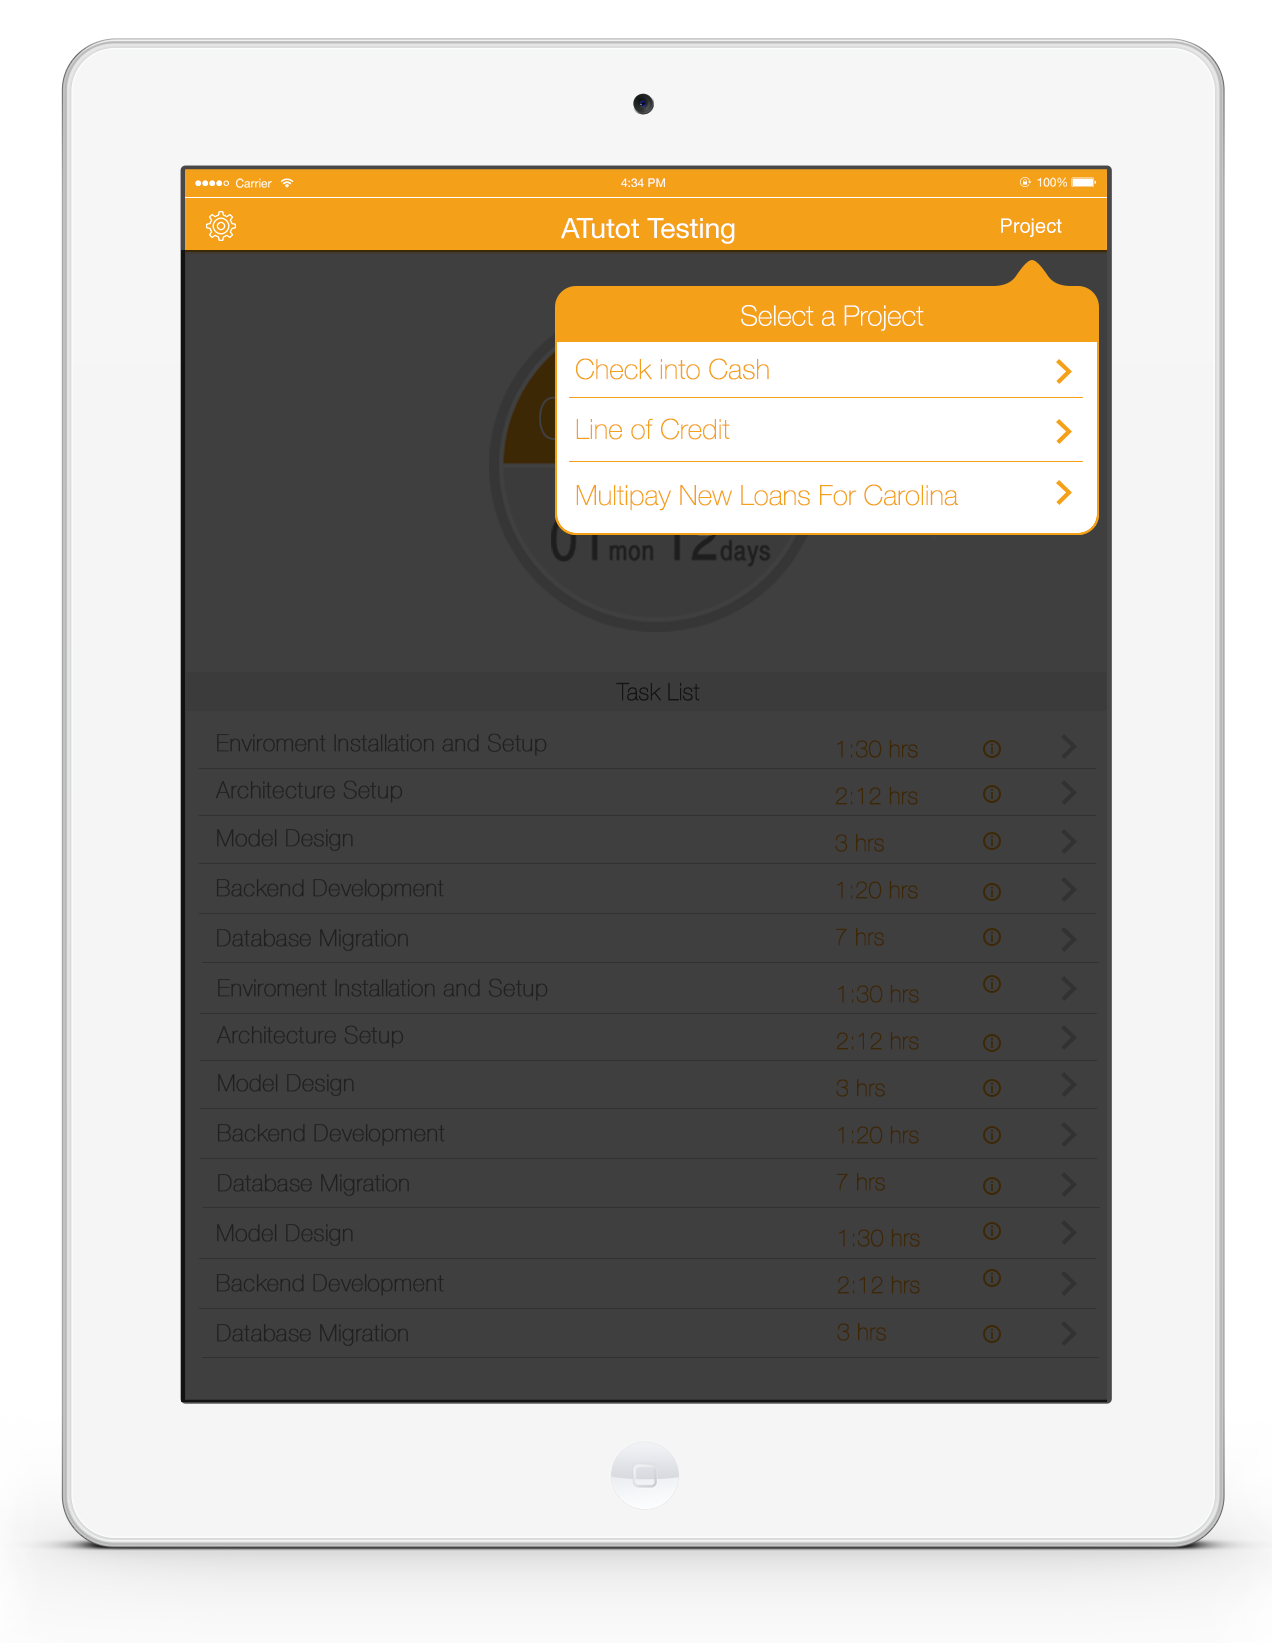 Carrier 4:34 PM 100%
ATutot Testing Project
Select a Project
Check into Cash
Line of Credit
Multipay New Loans For Carolina
01 mon 12 days
Task List
Enviroment Installation and Setup 1:30 hrs
Architecture Setup 2:12 hrs
Model Design 3 hrs
Backend Development 1:20 hrs
Database Migration 7 hrs
Enviroment Installation and Setup 1:30 hrs
Architecture Setup 2:12 hrs
Model Design 3 hrs
Backend Development 1:20 hrs
Database Migration 7 hrs
Model Design 1:30 hrs
Backend Development 2:12 hrs
Database Migration 3 hrs